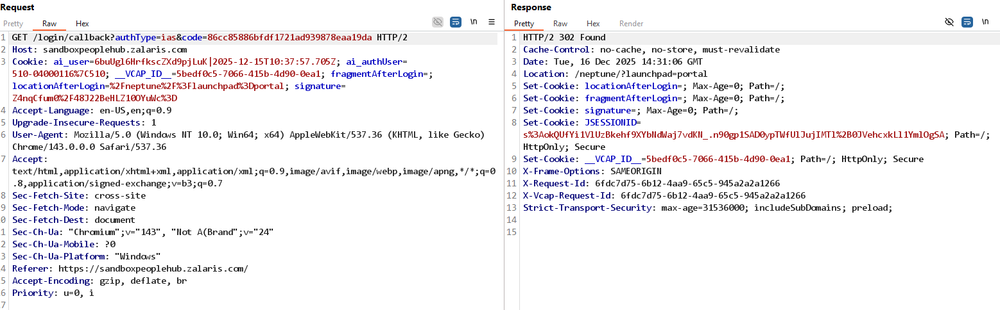 Request
Pretty Raw Hex \n
1 GET /login/callback?authType=ias&code=86cc85886bfdf1721ad939878eaa19da HTTP/2
2 Host: sandboxpeoplehub.zalaris.com
3 Cookie: ai_user=6buUgl6HrfkscZXd9pjLuK|2025-12-15T10:37:57.705Z; ai_authUser=
510-04000116%7C510; __VCAP_ID__=5bedf0c5-7066-415b-4d90-0ea1; fragmentAfterLogin=;
locationAfterLogin=%2Fneptune%2F%3Flaunchpad%3Dportal; signature=
Z4nqCfum0%2F48J22BeHLZ10OYuWc%3D
4 Accept-Language: en-US,en;q=0.9
5 Upgrade-Insecure-Requests: 1
6 User-Agent: Mozilla/5.0 (Windows NT 10.0; Win64; x64) AppleWebKit/537.36 (KHTML, like Gecko)
Chrome/143.0.0.0 Safari/537.36
7 Accept:
text/html,application/xhtml+xml,application/xml;q=0.9,image/avif,image/webp,image/apng,*/*;q=0
.8,application/signed-exchange;v=b3;q=0.7
8 Sec-Fetch-Site: cross-site
9 Sec-Fetch-Mode: navigate
0 Sec-Fetch-Dest: document
1 Sec-Ch-Ua: "Chromium";v="143", "Not A(Brand";v="24"
2 Sec-Ch-Ua-Mobile: ?0
3 Sec-Ch-Ua-Platform: "Windows"
4 Referer: https://sandboxpeoplehub.zalaris.com/
5 Accept-Encoding: gzip, deflate, br
6 Priority: u=0, i
7
Response
Pretty Raw Hex Render \n
1 HTTP/2 302 Found
2 Cache-Control: no-cache, no-store, must-revalidate
3 Date: Tue, 16 Dec 2025 14:31:06 GMT
4 Location: /neptune/?launchpad=portal
5 Set-Cookie: locationAfterLogin=; Max-Age=0; Path=/;
6 Set-Cookie: fragmentAfterLogin=; Max-Age=0; Path=/;
7 Set-Cookie: signature=; Max-Age=0; Path=/;
8 Set-Cookie: JSESSIONID=
s%3AokQUfYi1VlUzBkehf9XYbNdWaj7vdKN_.n90gp1SAD0ypTWfUlJujIMTl%2B0JVehcxkLl1YmlOgSA; Path=/;
HttpOnly; Secure
9 Set-Cookie: __VCAP_ID__=5bedf0c5-7066-415b-4d90-0ea1; Path=/; HttpOnly; Secure
10 X-Frame-Options: SAMEORIGIN
11 X-Request-Id: 6fdc7d75-6b12-4aa9-65c5-945a2a2a1266
12 X-Vcap-Request-Id: 6fdc7d75-6b12-4aa9-65c5-945a2a2a1266
13 Strict-Transport-Security: max-age=31536000; includeSubDomains; preload;
14
15